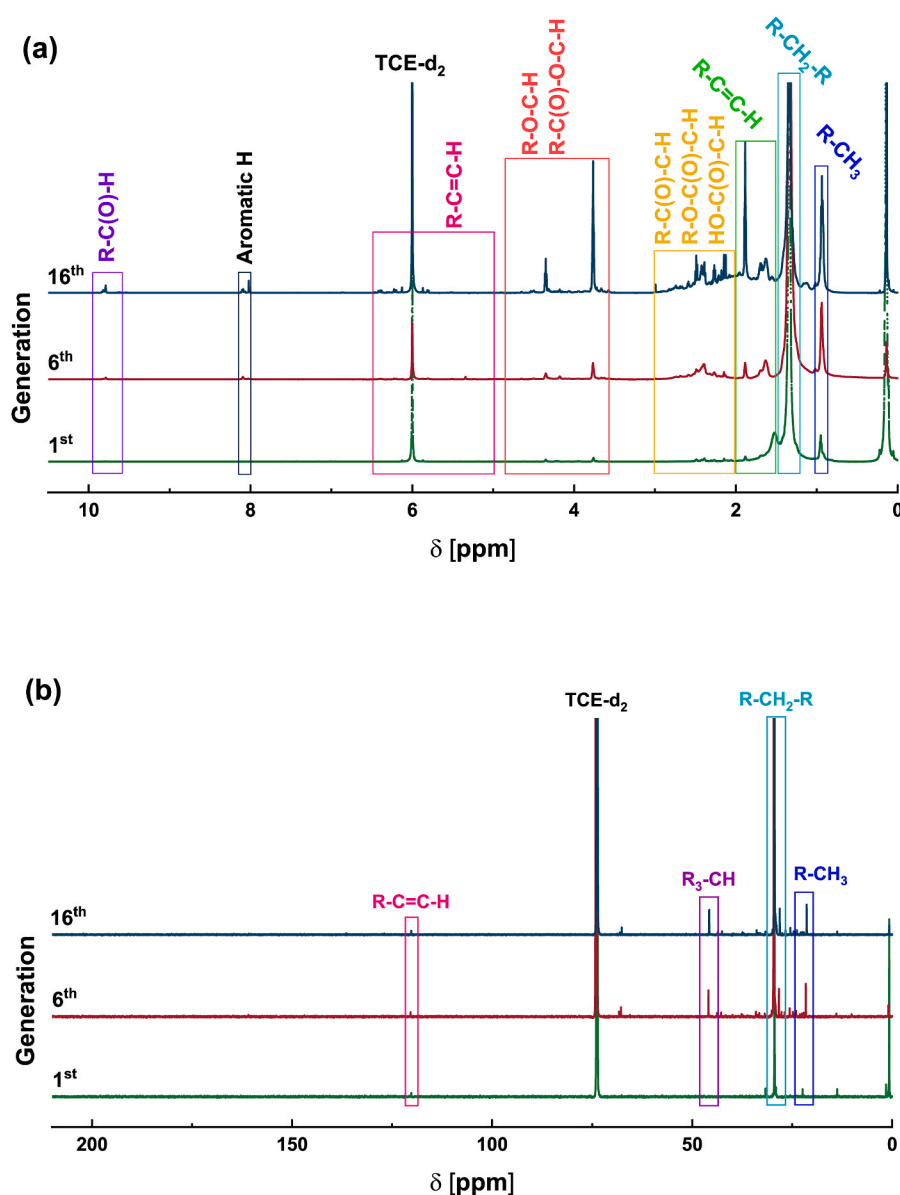 (a)
TCE-d₂
R-C(O)-H
Aromatic H
R-C=C-H
R-O-C-H
R-C(O)-O-C-H
R-C(O)-C-H
R-O-C(O)-C-H
HO-C(O)-C-H
R-C=C-H
R-CH₂-R
R-CH₃
Generation
16th
6th
1st
10 8 6 4 2 0
δ [ppm]
(b)
TCE-d₂
R-CH₂-R
R-C=C-H
R₃-CH
R-CH₃
Generation
16th
6th
1st
200 150 100 50 0
δ [ppm]